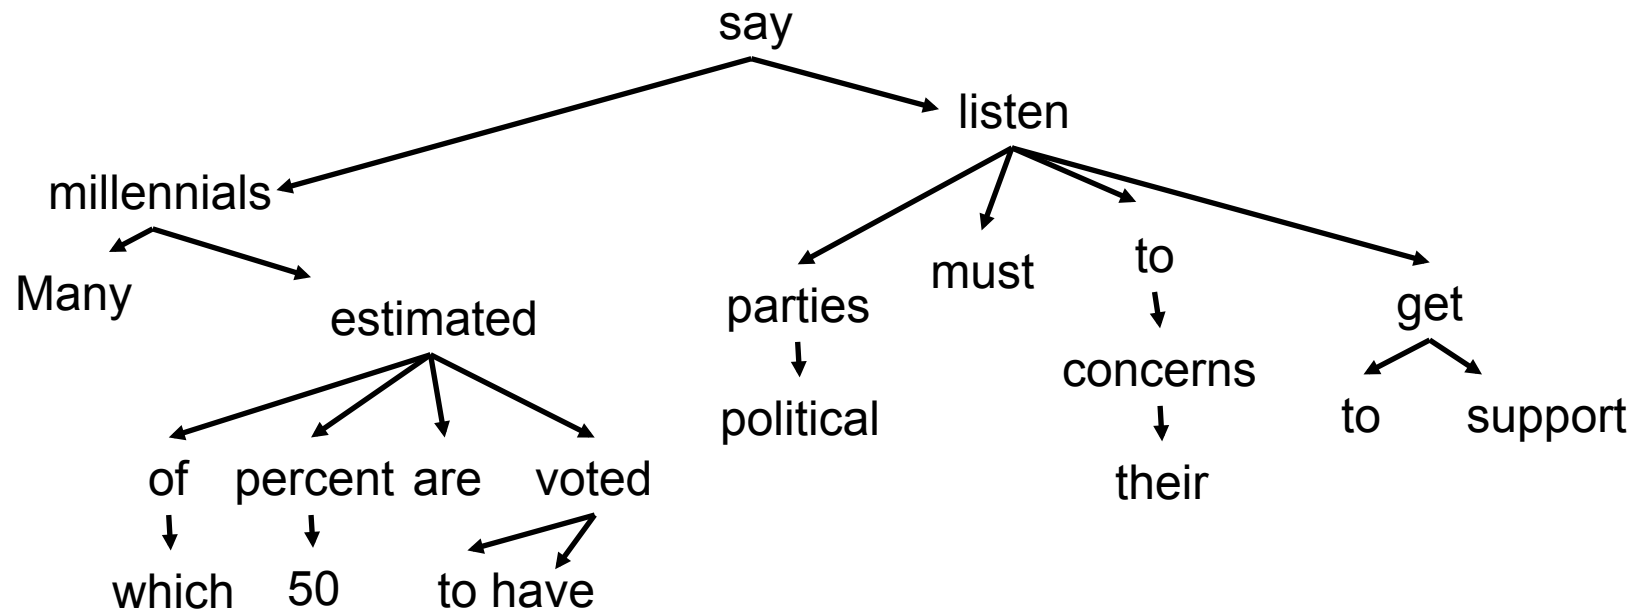 say
listen
millennials
Many
estimated
parties
must
to
get
concerns
political
to
support
of
percent
are
voted
their
which
50
to have